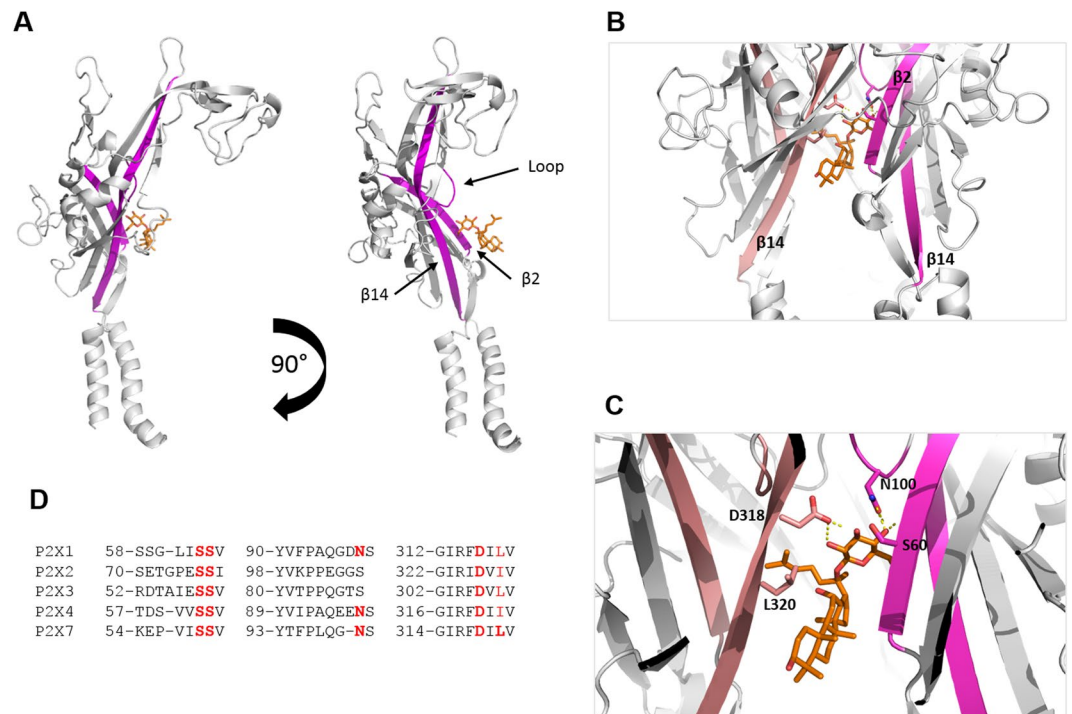 A
B
β2
β14
β14
Loop
β14
β2
90°
C
N100
D318
S60
L320
D
P2X1 58-SSG-LISSV 90-YVFPAQGDNS 312-GIRFDILV
P2X2 70-SETGPESSI 98-YVKPPEGGS 322-GIRIDVIV
P2X3 52-RDTAIESSV 80-YVTPPQGTS 302-GIRFDVLV
P2X4 57-TDS-VVSSV 89-VYIPAQEENS 316-GIRFDIIV
P2X7 54-KEP-VISSV 93-YTFPLQG-NS 314-GIRFDILV